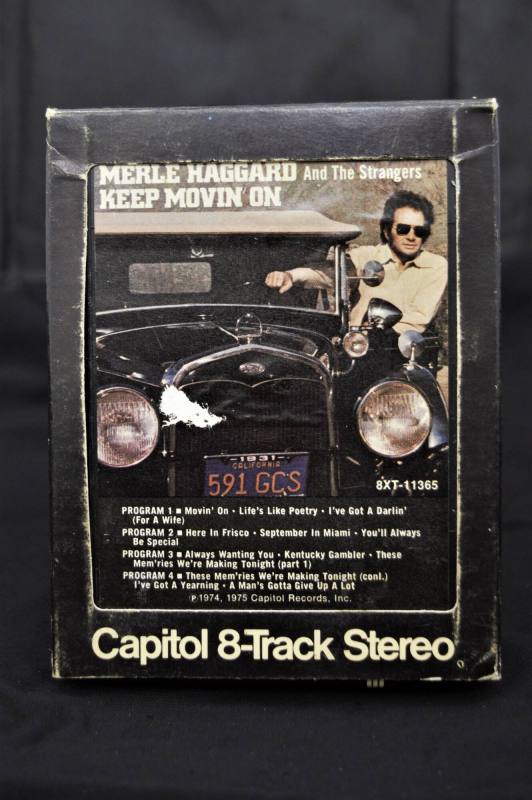 MERLE HAGGARD And The Strangers
KEEP MOVIN' ON
1931
CALIFORNIA
591 GCS
8XT-11365
PROGRAM 1 ■ Movin' On • Life's Like Poetry • I've Got A Darlin'
(For A Wife)
PROGRAM 2 ■ Here In Frisco • September In Miami • You'll Always
Be Special
PROGRAM 3 ■ Always Wanting You • Kentucky Gambler • These
Mem'ries We're Making Tonight (part 1)
PROGRAM 4 ■ These Mem'ries We're Making Tonight (conl.)
I've Got A Yearning • A Man's Gotta Give Up A Lot
℗ 1974, 1975 Capitol Records, Inc.
Capitol 8-Track Stereo